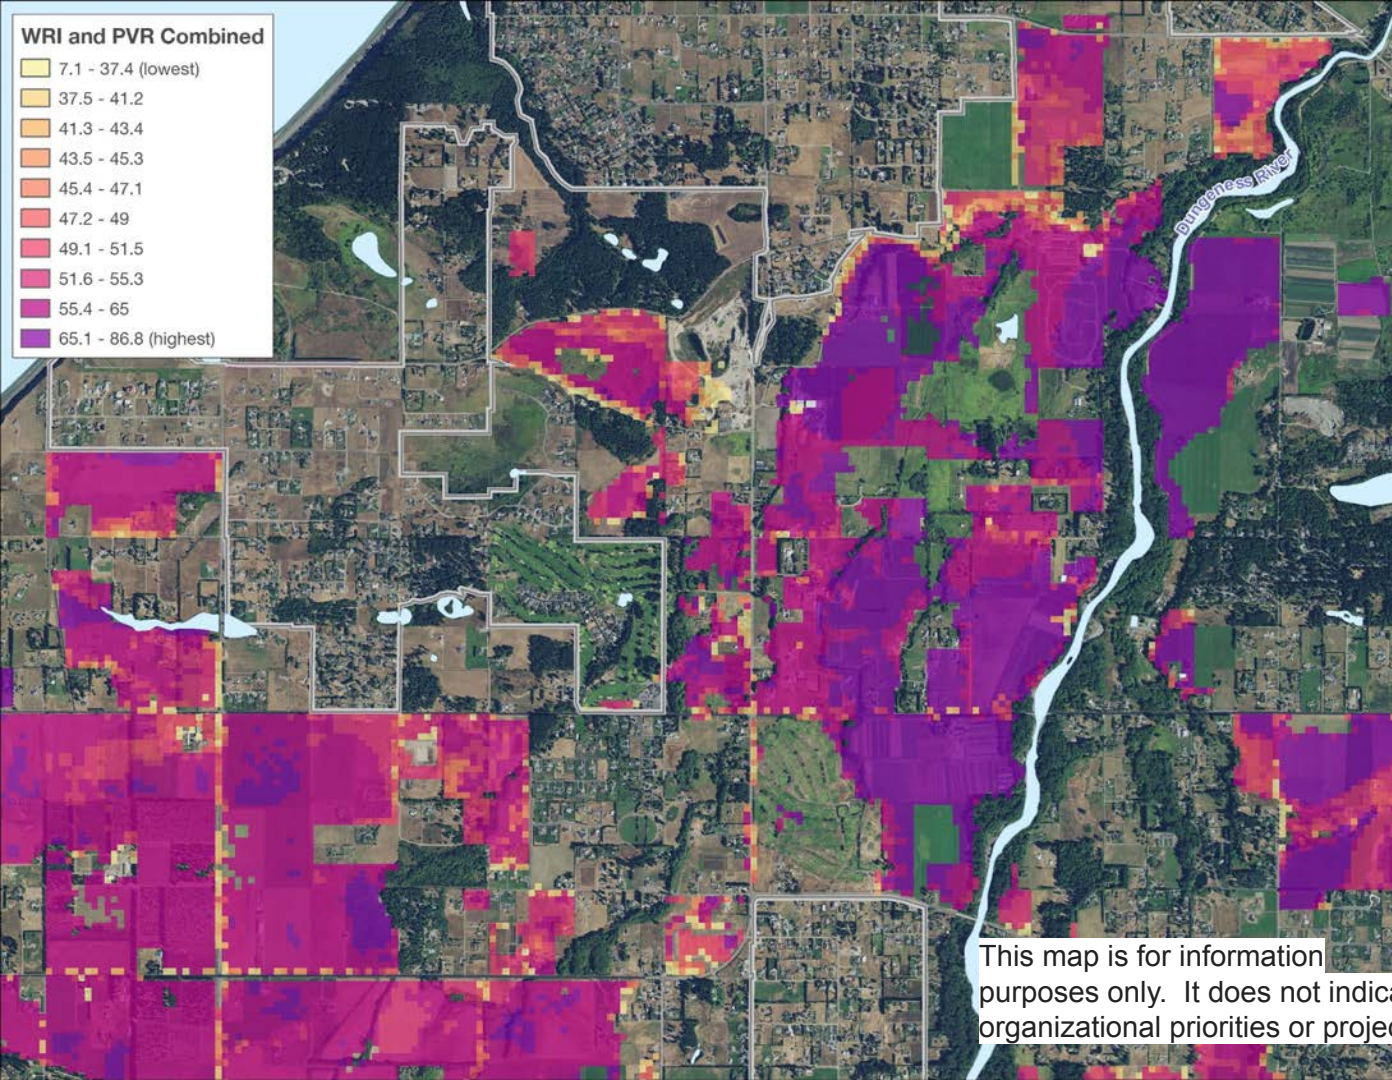 WRI and PVR Combined
7.1 - 37.4 (lowest)
37.5 - 41.2
41.3 - 43.4
43.5 - 45.3
45.4 - 47.1
47.2 - 49
49.1 - 51.5
51.6 - 55.3
55.4 - 65
65.1 - 86.8 (highest)
Dungeness River
This map is for information
purposes only. It does not indica
organizational priorities or projec